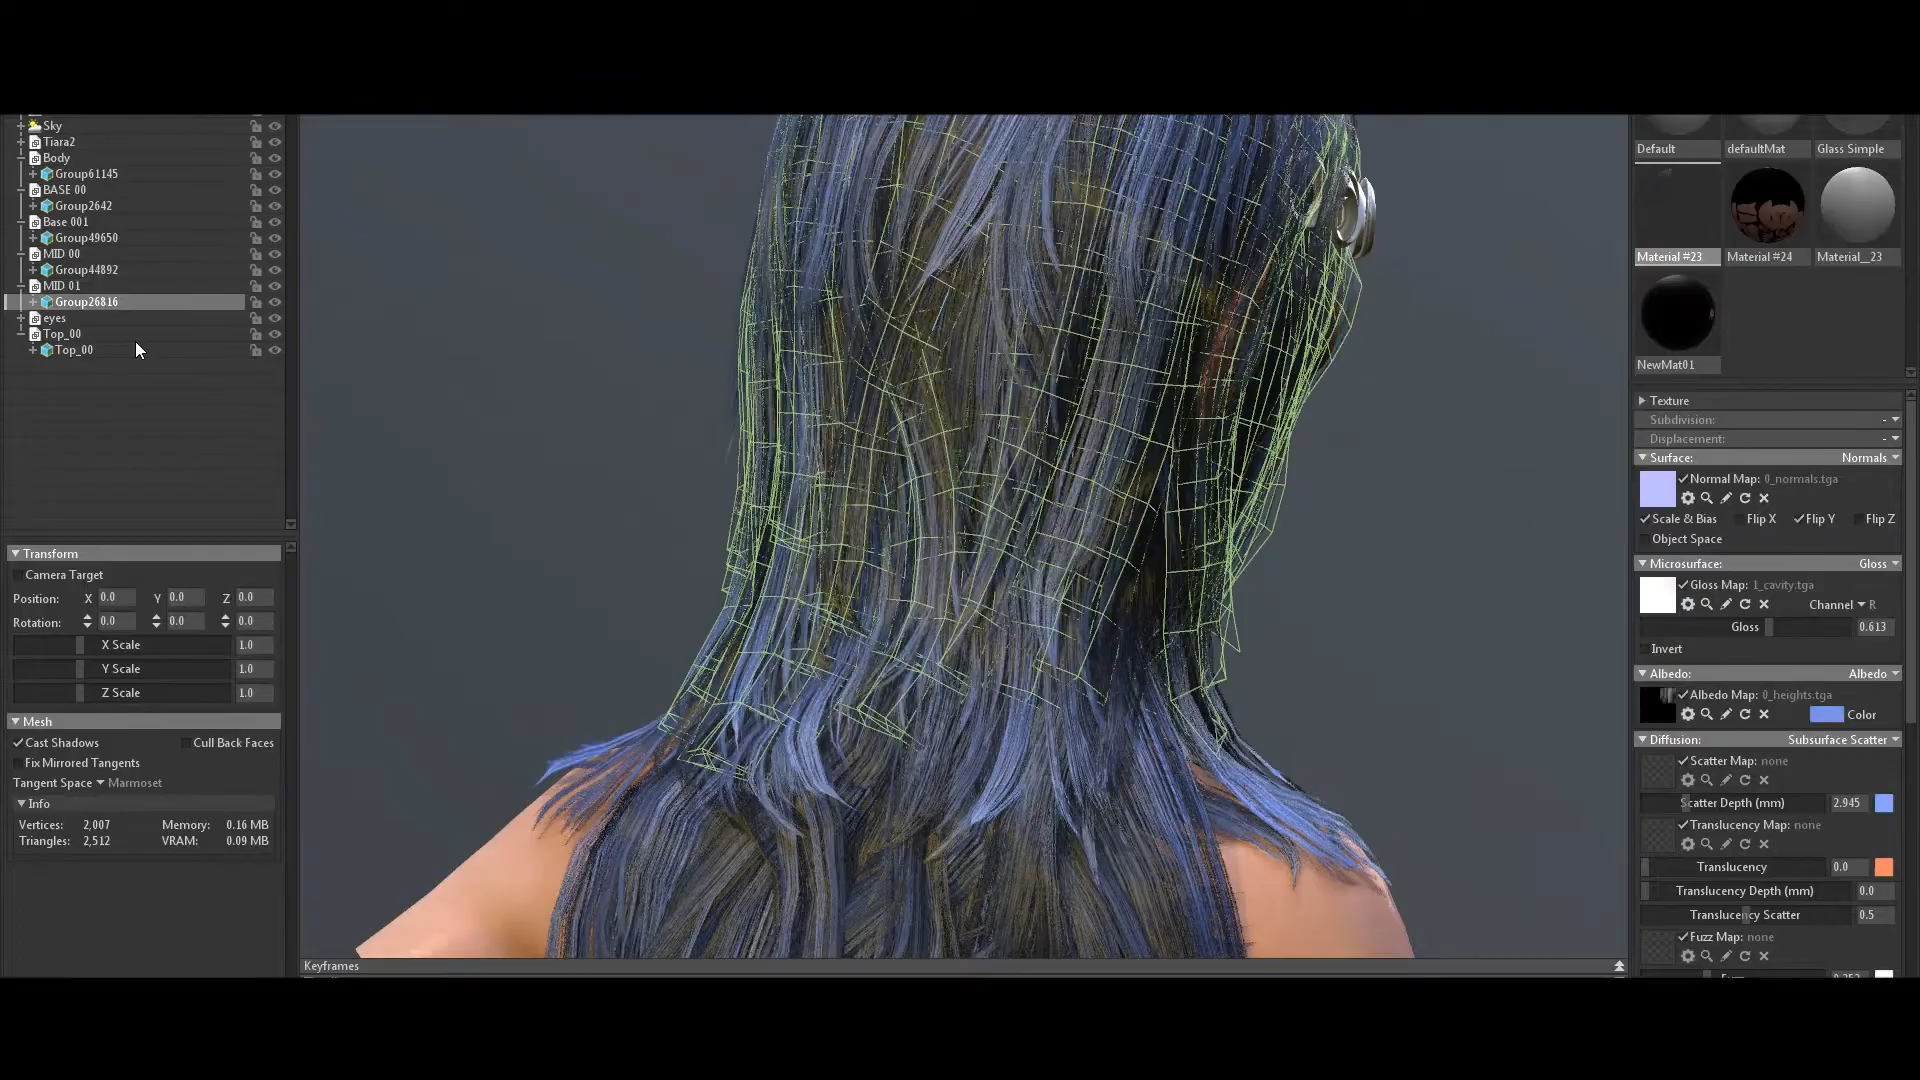 Sky
Tiara2
Body
Group61145
BASE 00
Group2642
Base 001
Group49650
MID 00
Group44892
MID 01
Group26816
eyes
Top_00
Top_00
Transform
Camera Target
Position: X 0.0 Y 0.0 Z 0.0
Rotation: 0.0 0.0 0.0
X Scale 1.0
Y Scale 1.0
Z Scale 1.0
Mesh
Cast Shadows Cull Back Faces
Fix Mirrored Tangents
Tangent Space Marmoset
Info
Vertices: 2,007 Memory: 0.16 MB
Triangles: 2,512 VRAM: 0.09 MB
Keyframes
Default defaultMat Glass Simple
Material #23 Material #24 Material__23
NewMat01
Texture
Subdivision: -
Displacement: -
Surface: Normals
Normal Map: 0_normals.tga
Scale & Bias Flip X Flip Y Flip Z
Object Space
Microsurface: Gloss
Gloss Map: 1_cavity.tga
Channel R
Gloss 0.613
Invert
Albedo: Albedo
Albedo Map: 0_heights.tga
Color
Diffusion: Subsurface Scatter
Scatter Map: none
Scatter Depth (mm) 2.945
Translucency Map: none
Translucency 0.0
Translucency Depth (mm) 0.0
Translucency Scatter 0.5
Fuzz Map: none